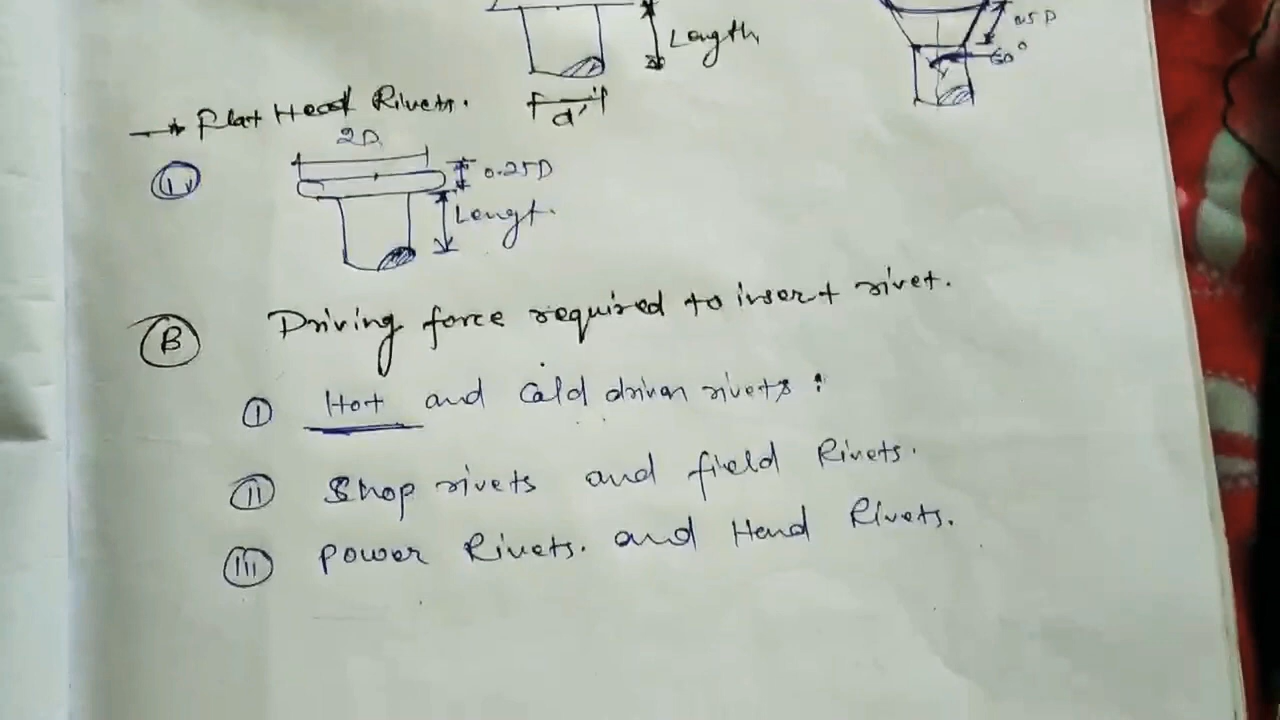 Length
0.5 D
60°
→ Flat Head Rivets.
'd'
2D
IV
0.25D
Lengt.
B Driving force required to insert rivet.
I Hot and Cold driven rivets :
II Shop rivets and field Rivets.
III Power Rivets. and Hand Rivets.